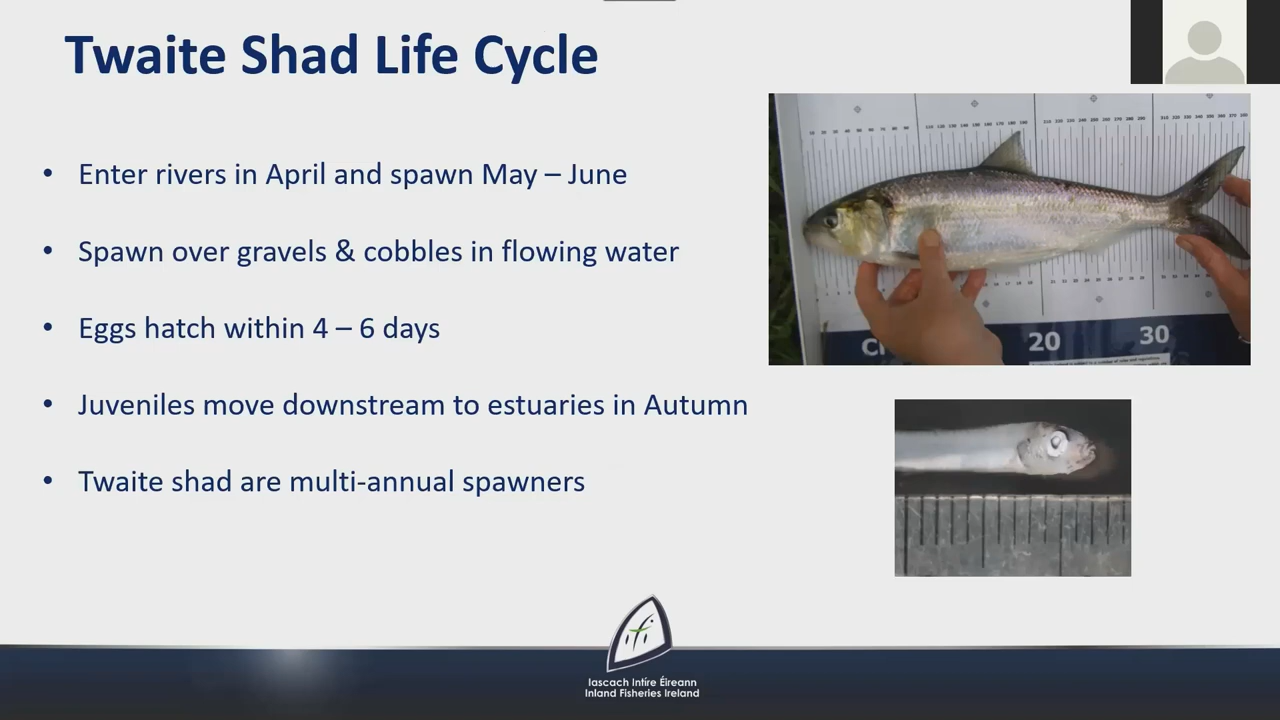 Twaite Shad Life Cycle
• Enter rivers in April and spawn May – June
• Spawn over gravels & cobbles in flowing water
• Eggs hatch within 4 – 6 days
• Juveniles move downstream to estuaries in Autumn
• Twaite shad are multi-annual spawners
20 30
ifi
Iascach Intíre Éireann
Inland Fisheries Ireland